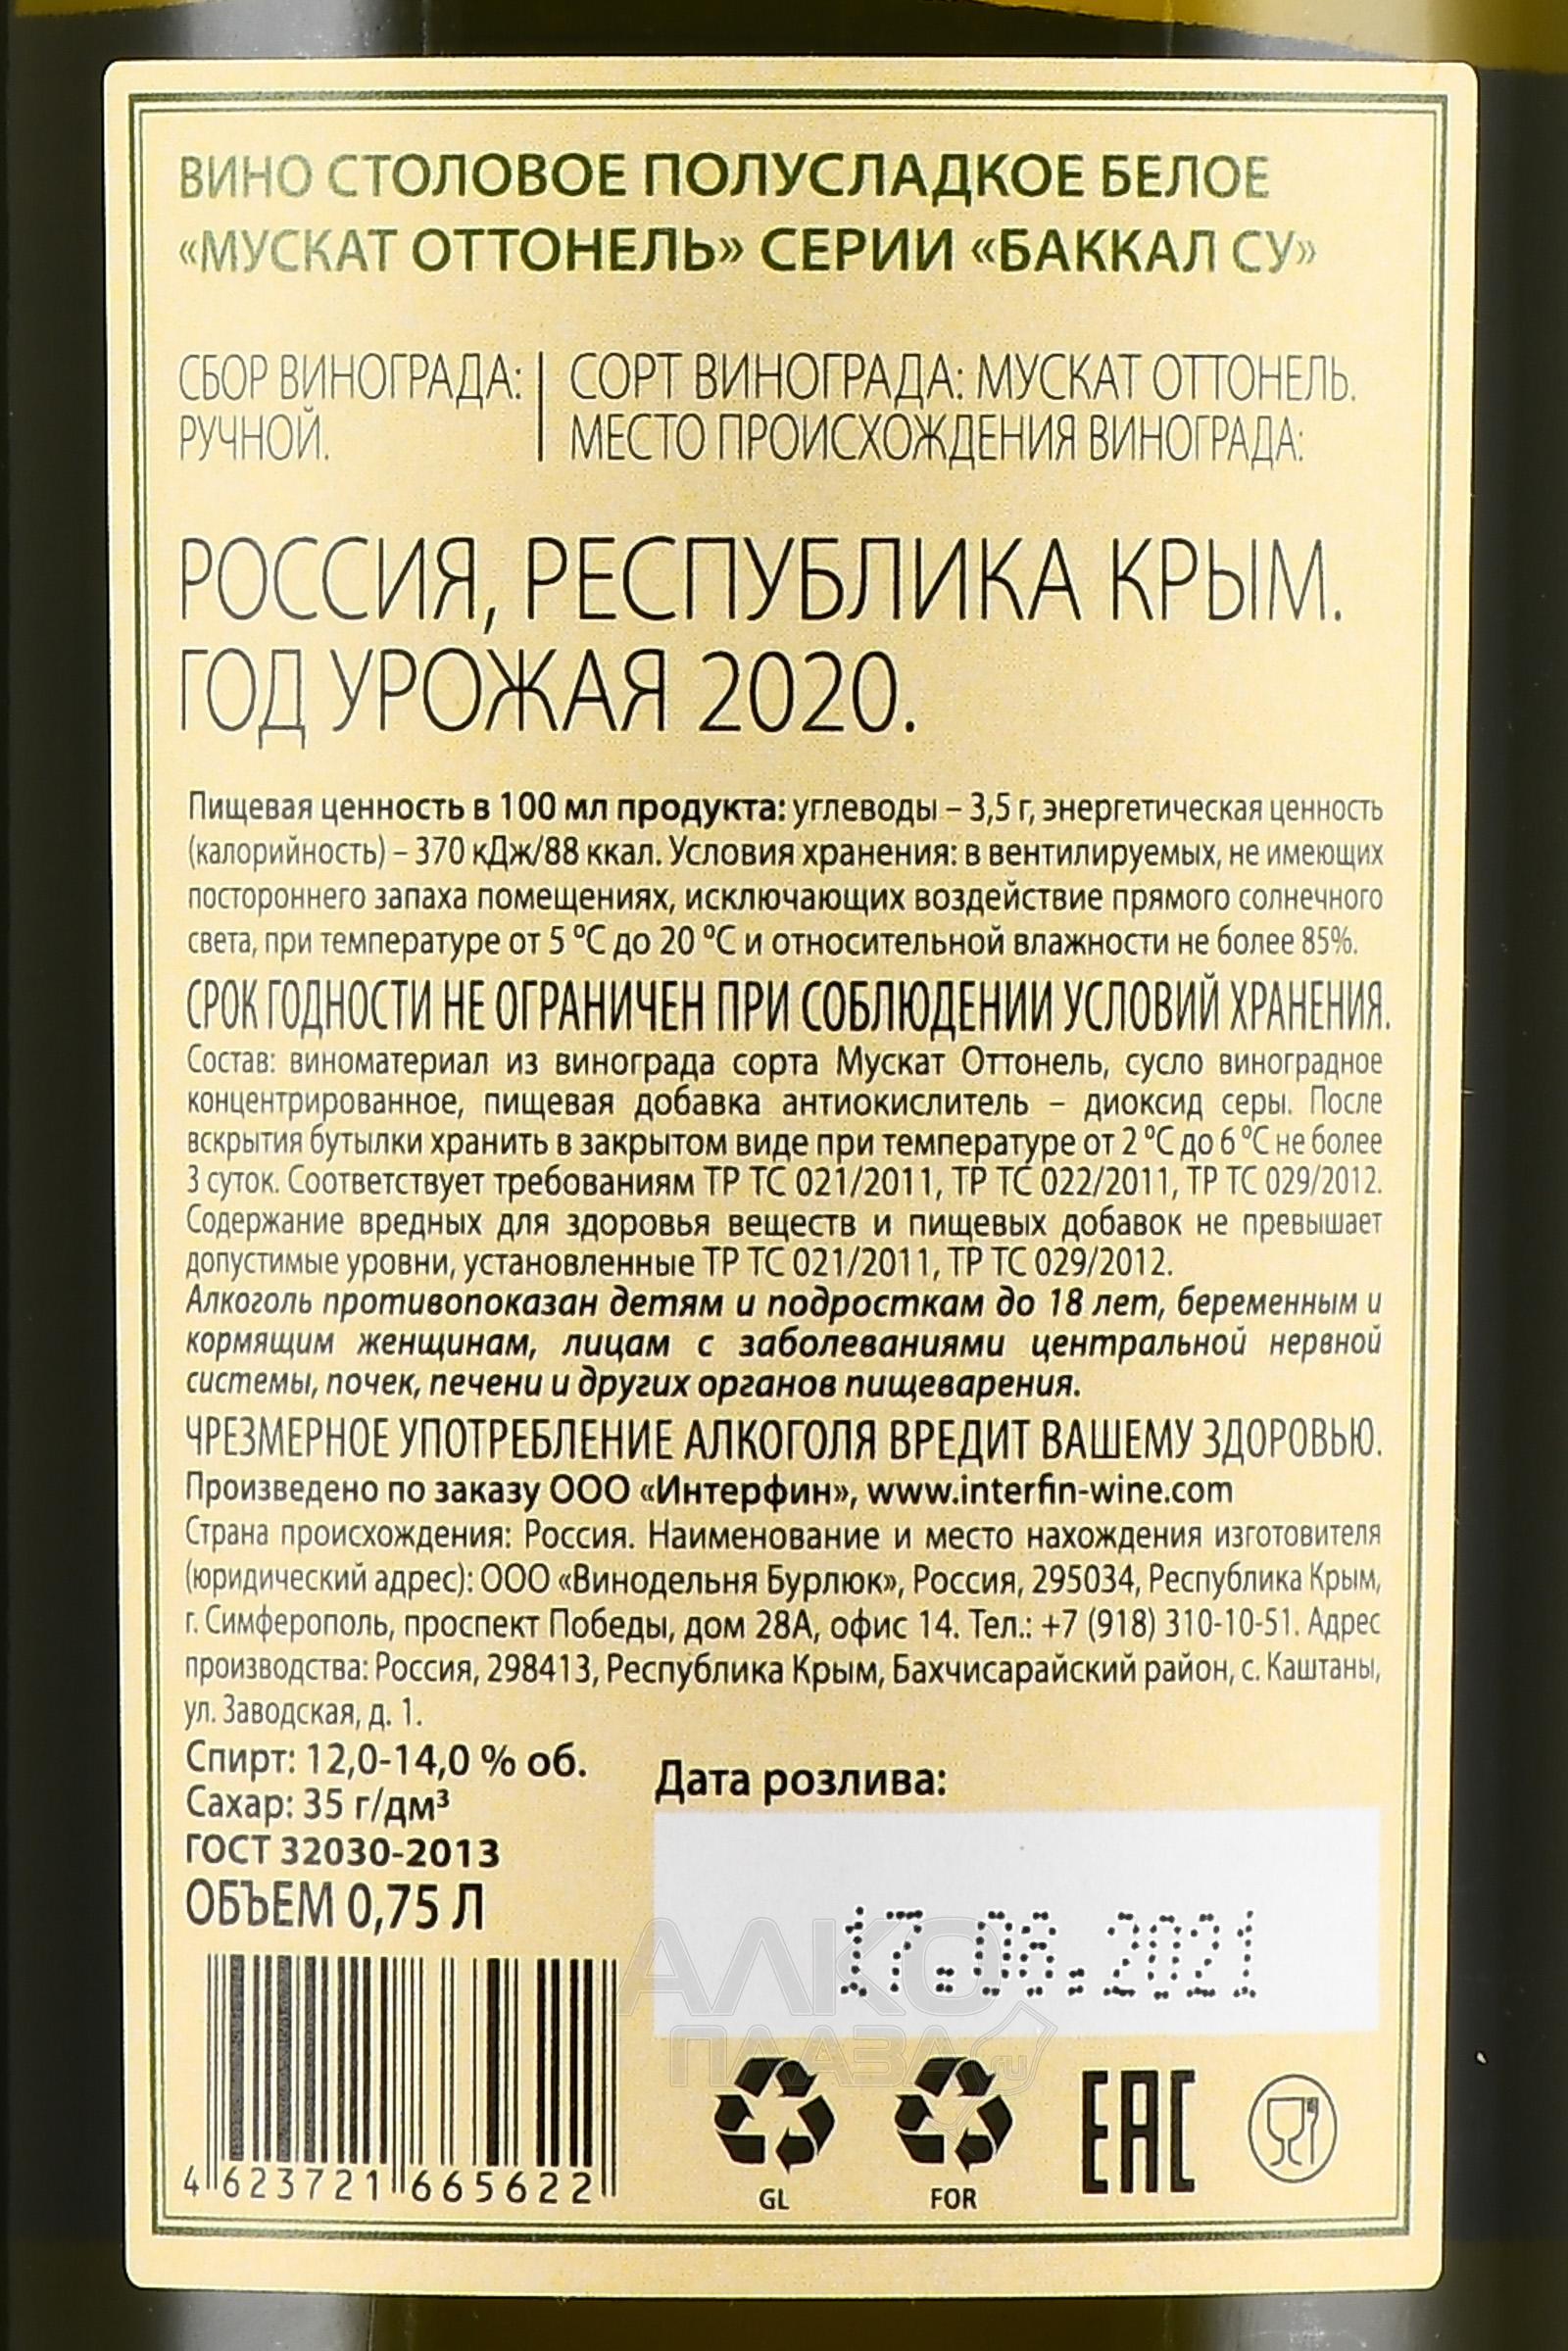 ВИНО СТОЛОВОЕ ПОЛУСЛАДКОЕ БЕЛОЕ
«МУСКАТ ОТТОНЕЛЬ» СЕРИИ «БАККАЛ СУ»
СБОР ВИНОГРАДА:
РУЧНОЙ.
СОРТ ВИНОГРАДА: МУСКАТ ОТТОНЕЛЬ.
МЕСТО ПРОИСХОЖДЕНИЯ ВИНОГРАДА:
РОССИЯ, РЕСПУБЛИКА КРЫМ.
ГОД УРОЖАЯ 2020.
Пищевая ценность в 100 мл продукта: углеводы – 3,5 г, энергетическая ценность
(калорийность) – 370 кДж/88 ккал. Условия хранения: в вентилируемых, не имеющих
постороннего запаха помещениях, исключающих воздействие прямого солнечного
света, при температуре от 5 °С до 20 °С и относительной влажности не более 85%.
СРОК ГОДНОСТИ НЕ ОГРАНИЧЕН ПРИ СОБЛЮДЕНИИ УСЛОВИЙ ХРАНЕНИЯ.
Состав: виноматериал из винограда сорта Мускат Оттонель, сусло виноградное
концентрированное, пищевая добавка антиокислитель – диоксид серы. После
вскрытия бутылки хранить в закрытом виде при температуре от 2 °С до 6 °С не более
3 суток. Соответствует требованиям ТР ТС 021/2011, ТР ТС 022/2011, ТР ТС 029/2012.
Содержание вредных для здоровья веществ и пищевых добавок не превышает
допустимые уровни, установленные ТР ТС 021/2011, ТР ТС 029/2012.
Алкоголь противопоказан детям и подросткам до 18 лет, беременным и
кормящим женщинам, лицам с заболеваниями центральной нервной
системы, почек, печени и других органов пищеварения.
ЧРЕЗМЕРНОЕ УПОТРЕБЛЕНИЕ АЛКОГОЛЯ ВРЕДИТ ВАШЕМУ ЗДОРОВЬЮ.
Произведено по заказу ООО «Интерфин», www.interfin-wine.com
Страна происхождения: Россия. Наименование и место нахождения изготовителя
(юридический адрес): ООО «Винодельня Бурлюк», Россия, 295034, Республика Крым,
г. Симферополь, проспект Победы, дом 28А, офис 14. Тел.: +7 (918) 310-10-51. Адрес
производства: Россия, 298413, Республика Крым, Бахчисарайский район, с. Каштаны,
ул. Заводская, д. 1.
Спирт: 12,0-14,0 % об.
Сахар: 35 г/дм³
ГОСТ 32030-2013
ОБЪЕМ 0,75 Л
Дата розлива:
17.06.2021
АЛКО
ПЛАЗА
.ru
4 623721 665622
GL
FOR
EAC